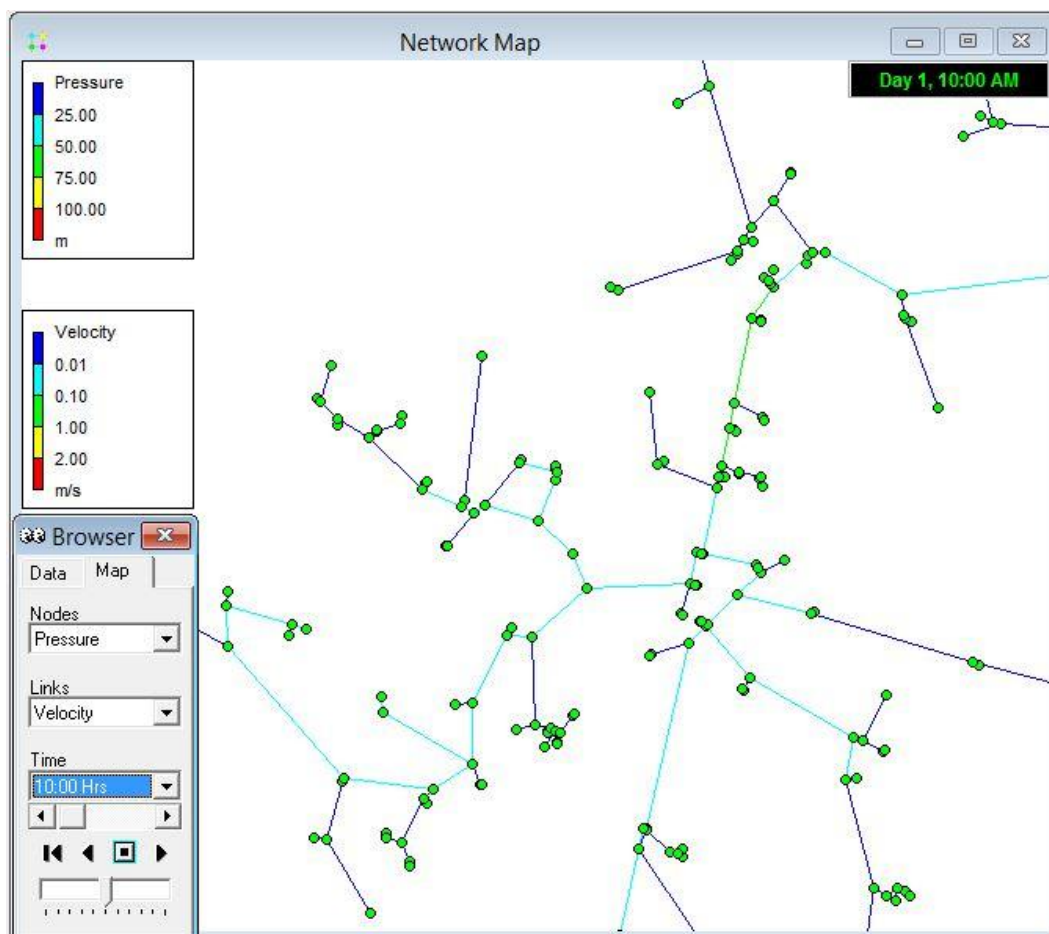 Network Map
Day 1, 10:00 AM
Pressure
25.00
50.00
75.00
100.00
m
Velocity
0.01
0.10
1.00
2.00
m/s
Browser
Data Map
Nodes
Pressure
Links
Velocity
Time
10:00 Hrs